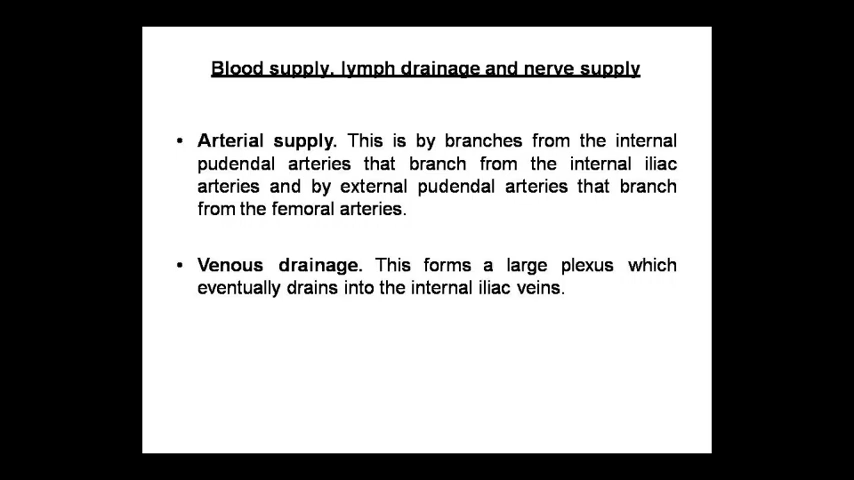 Blood supply, lymph drainage and nerve supply
• Arterial supply. This is by branches from the internal
pudendal arteries that branch from the internal iliac
arteries and by external pudendal arteries that branch
from the femoral arteries.
• Venous drainage. This forms a large plexus which
eventually drains into the internal iliac veins.